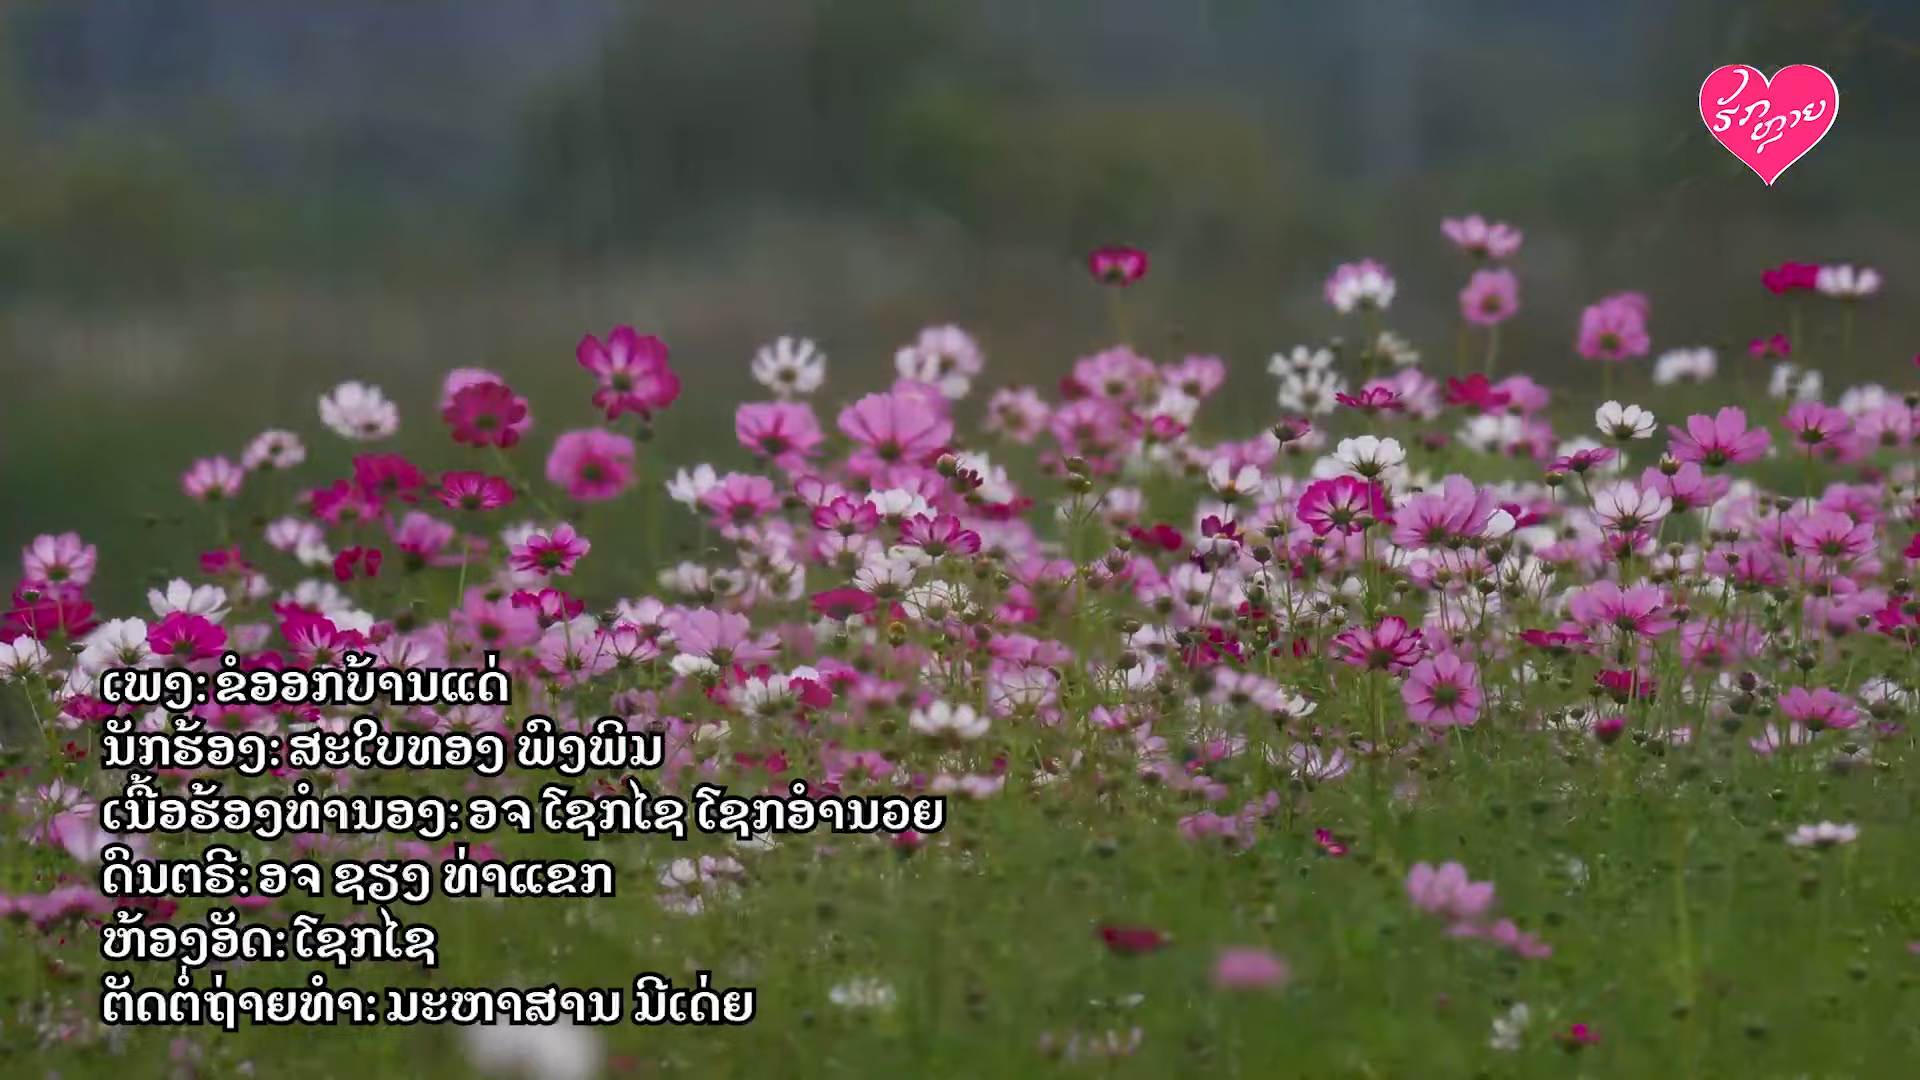 ຮັກຫຼາຍ
ເພງ: ຂໍອອກບ້ານແດ່
ນັກຮ້ອງ: ສະໃບທອງ ພົງພິມ
ເນື້ອຮ້ອງທຳນອງ: ອຈ ໂຊກໄຊ ໂຊກອຳນວຍ
ດົນຕຣີ: ອຈ ຊຽງ ທ່າແຂກ
ຫ້ອງອັດ: ໂຊກໄຊ
ຕັດຕໍ່ຖ່າຍທຳ: ມະຫາສານ ມີເດ່ຍ